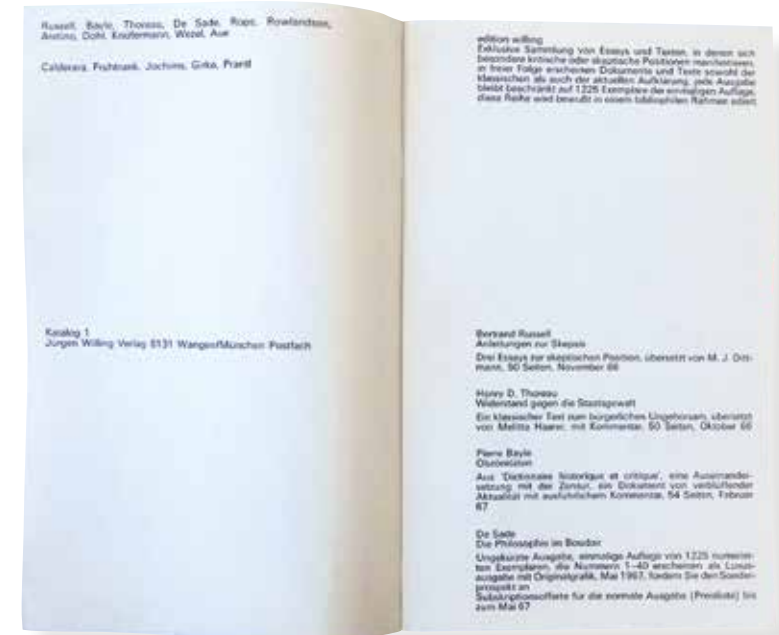 Russell, Bayle, Thoreau, De Sade, Rops, Rowlandson,
Aretino, Dohl, Knufermann, Wezel, Aue
Calderara, Fruhtrunk, Jochims, Girke, Prantl
Katalog 1
Jürgen Willing Verlag 8131 Wangen/München Postfach
edition willing
Exklusive Sammlung von Essays und Texten, in denen sich
besondere kritische oder skeptische Positionen manifestieren,
in freier Folge erscheinen Dokumente und Texte sowohl der
klassischen als auch der aktuellen Aufklärung, jede Ausgabe
bleibt beschränkt auf 1225 Exemplare der einmaligen Auflage,
diese Reihe wird bewußt in einem bibliophilen Rahmen ediert
Bertrand Russell
Anleitungen zur Skepsis
Drei Essays zur skeptischen Position, übersetzt von M. J.
mann, 50 Seiten, November 66
Henry D. Thoreau
Widerstand gegen die Staatsgewalt
Ein klassischer Text zum bürgerlichen Ungehorsam, übersetzt
von Melitta mit Kommentar, 50 Seiten, Oktober 66
Pierre Bayle
Obszönitäten
Aus 'Dictionaire historique et critique', eine Auseinander-
setzung mit der Zensur, ein Dokument von verblüffender
Aktualität mit ausführlichem Kommentar, 54 Seiten, Februar
67
De Sade
Die Philosophie im Boudoir
Ungekürzte Ausgabe, einmalige Auflage von 1225 numerier-
ten Exemplaren, die Nummern 1–40 erscheinen als Luxus-
ausgabe mit Originalgrafik, Mai 1967, fordern Sie den Sonder-
prospekt an
Subskriptionsofferte für die normale Ausgabe (Preisliste) bis
zum Mai 67